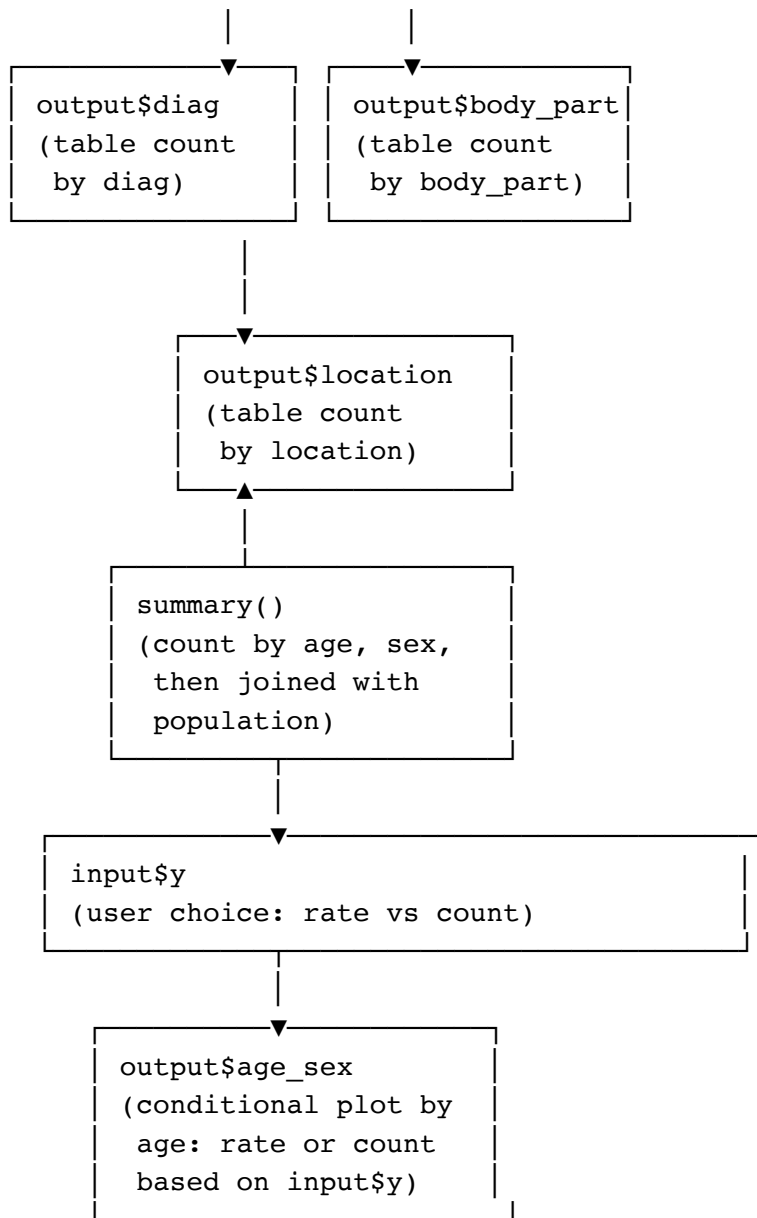 output$diag
(table count
by diag)
output$body_part
(table count
by body_part)
output$location
(table count
by location)
summary()
(count by age, sex,
then joined with
population)
input$y
(user choice: rate vs count)
output$age_sex
(conditional plot by
age: rate or count
based on input$y)